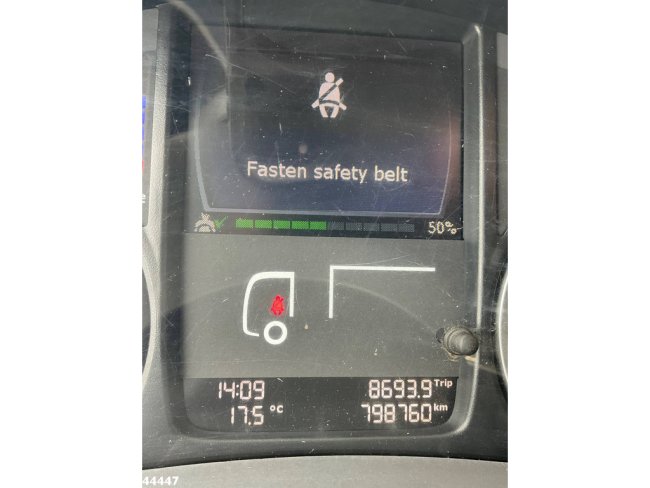 Fasten safety belt
50%
14:09 8693.9 Trip
17.5 °C 798760 km
44447